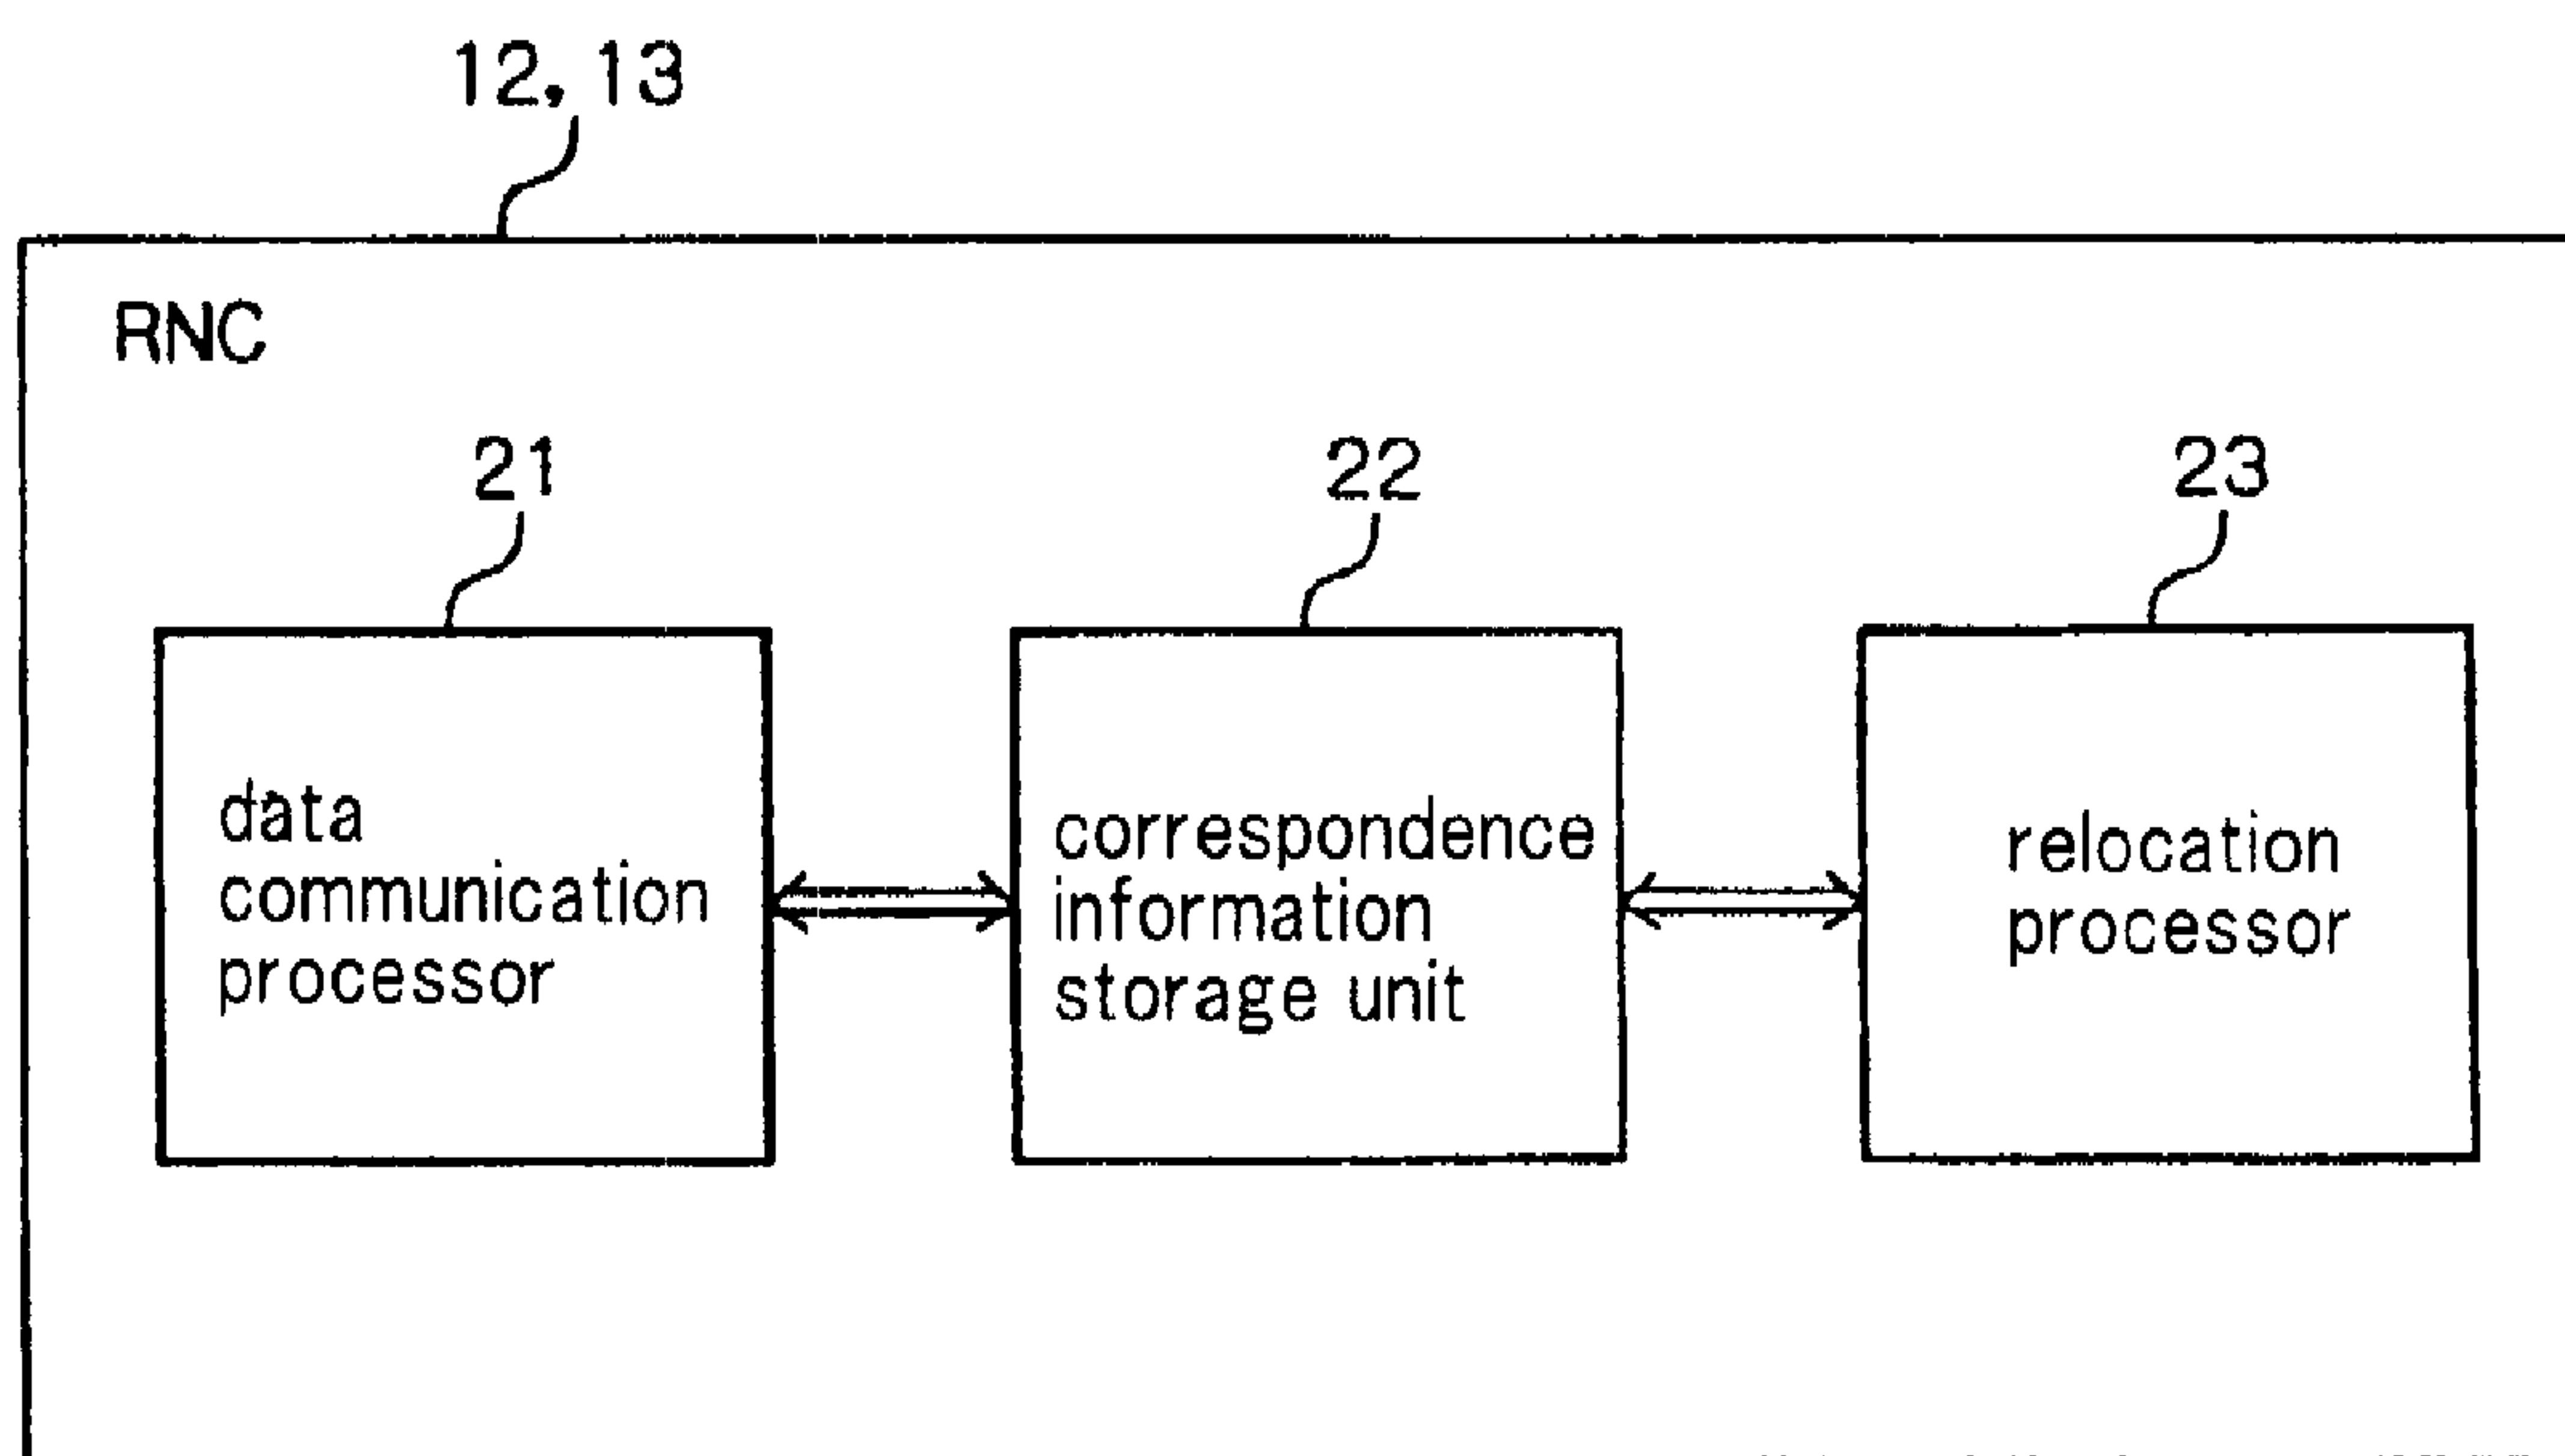 12, 13
RNC
21
22
23
data
communication
processor
correspondence
information
storage unit
relocation
processor